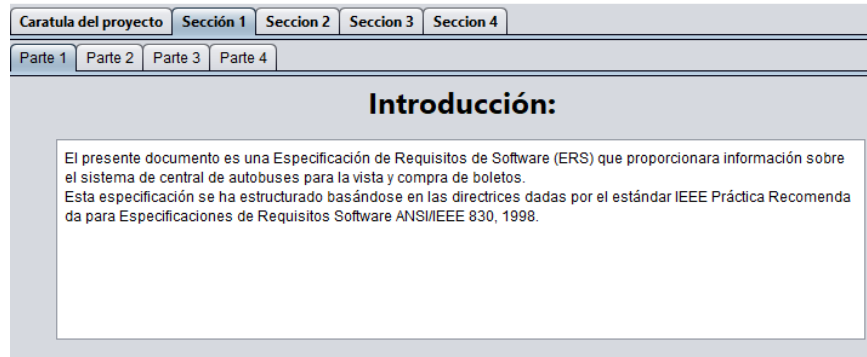 Caratula del proyecto Sección 1 Seccion 2 Seccion 3 Seccion 4
Parte 1 Parte 2 Parte 3 Parte 4
Introducción:
El presente documento es una Especificación de Requisitos de Software (ERS) que proporcionara información sobre
el sistema de central de autobuses para la vista y compra de boletos.
Esta especificación se ha estructurado basándose en las directrices dadas por el estándar IEEE Práctica Recomenda
da para Especificaciones de Requisitos Software ANSI/IEEE 830, 1998.